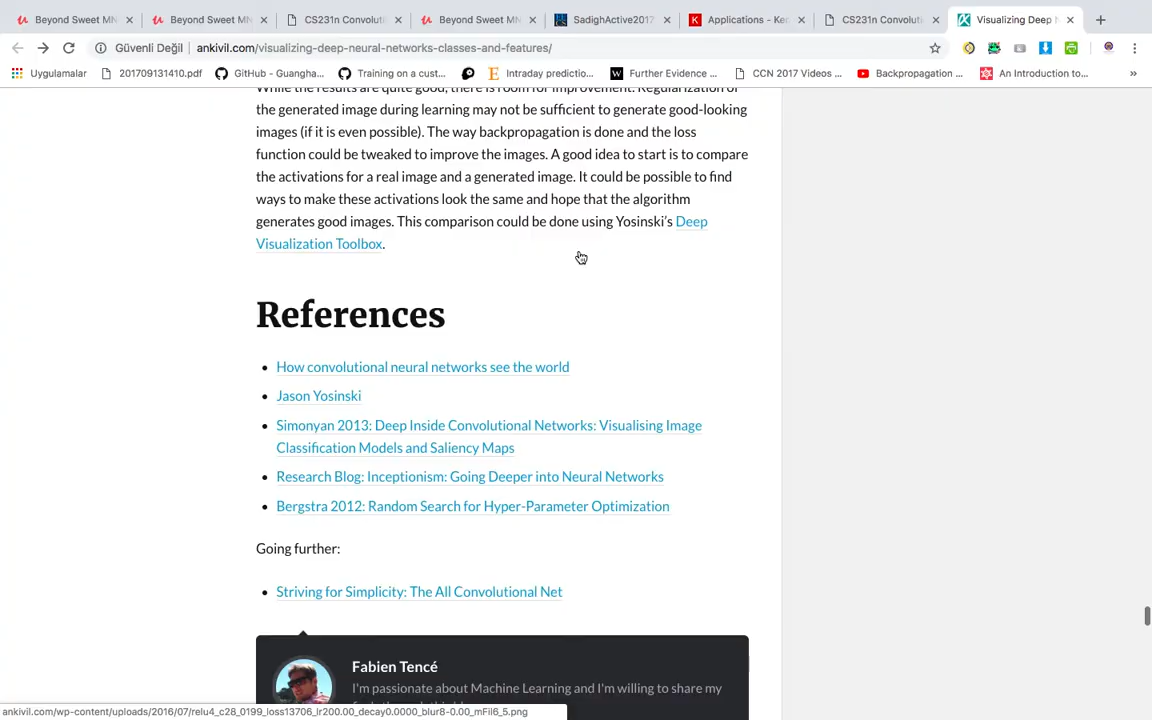 Beyond Sweet MN
Beyond Sweet MN
CS231n Convoluti
Beyond Sweet MN
SadighActive2017
Applications - Ke
CS231n Convoluti
Visualizing Deep
Güvenli Değil
ankivil.com/visualizing-deep-neural-networks-classes-and-features/
Uygulamalar
201709131410.pdf
GitHub - Guangha...
Training on a cust...
Intraday predictio...
Further Evidence ...
CCN 2017 Videos ...
Backpropagation ...
An Introduction to...
While the results are quite good, there is room for improvement. Regularization of
the generated image during learning may not be sufficient to generate good-looking
images (if it is even possible). The way backpropagation is done and the loss
function could be tweaked to improve the images. A good idea to start is to compare
the activations for a real image and a generated image. It could be possible to find
ways to make these activations look the same and hope that the algorithm
generates good images. This comparison could be done using Yosinski's Deep
Visualization Toolbox.
References
How convolutional neural networks see the world
Jason Yosinski
Simonyan 2013: Deep Inside Convolutional Networks: Visualising Image
Classification Models and Saliency Maps
Research Blog: Inceptionism: Going Deeper into Neural Networks
Bergstra 2012: Random Search for Hyper-Parameter Optimization
Going further:
Striving for Simplicity: The All Convolutional Net
Fabien Tencé
I'm passionate about Machine Learning and I'm willing to share my
ankivil.com/wp-content/uploads/2016/07/relu4_c28_0199_loss13706_lr200.00_decay0.0000_blur8-0.00_mFil6_5.png